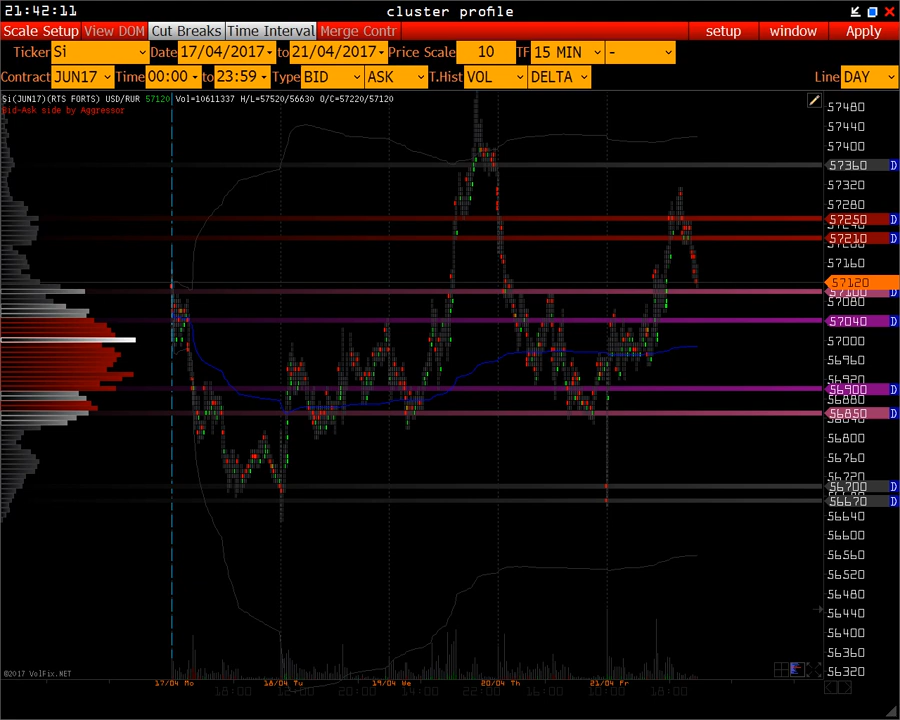 21:42:11 cluster profile
Scale Setup View DOM Cut Breaks Time Interval Merge Contr setup window Apply
Ticker Si Date 17/04/2017 to 21/04/2017 Price Scale 10 TF 15 MIN -
Contract JUN17 Time 00:00 to 23:59 Type BID ASK T.Hist VOL DELTA Line DAY
Si(JUN17)(RTS FORTS) USD/RUR 57120 Vol=10611337 H/L=57520/56630 O/C=57220/57120
Bid-Ask side by Aggressor
57480
57440
57400
57360 D
57320
57280
57250 D
57240
57210 D
57160
57120
57100 D
57080
57040 D
57000
56960
56920
56900 D
56880
56850 D
56840
56800
56760
56720
56700 D
56670 D
56640
56600
56560
56520
56480
56440
56400
56360
56320
©2017 VolFix.NET
17/04 Mo 18:00 18/04 Tu 20:00 19/04 We 14:00 22:00 20/04 Th 16:00 21/04 Fr 10:00 18:00